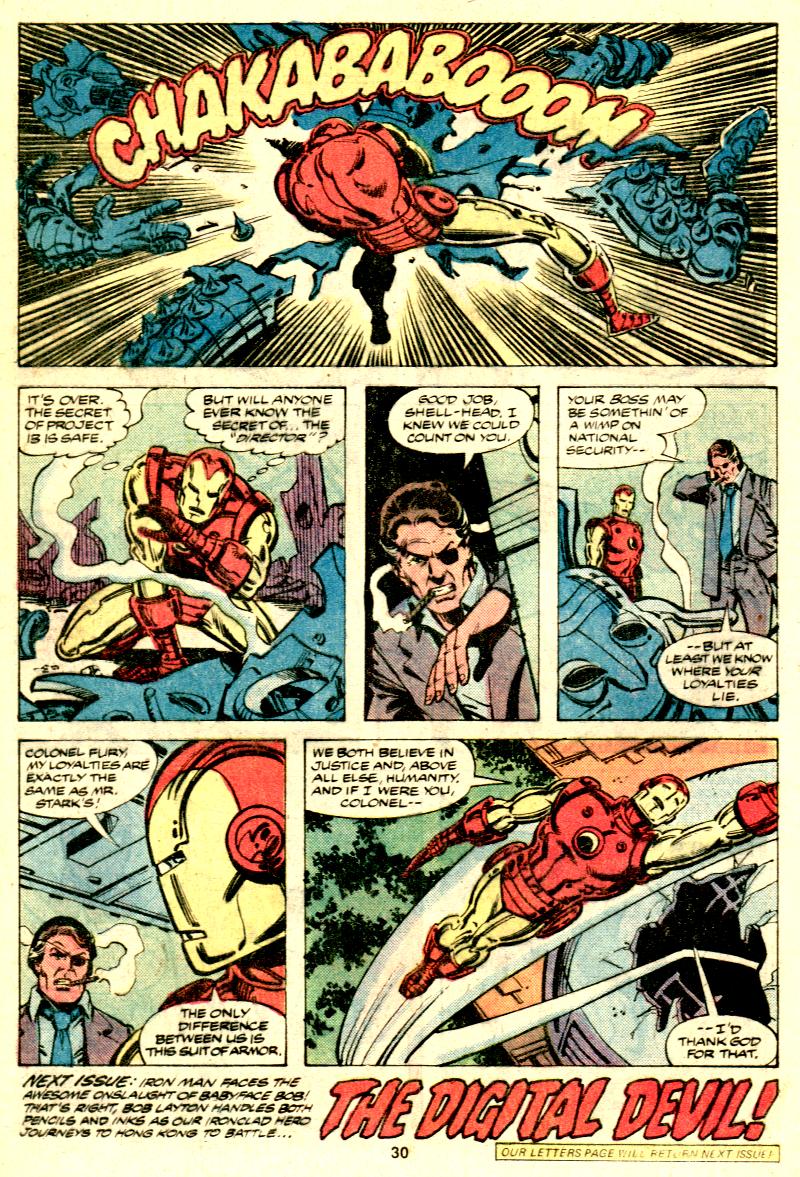 CHAKABABOOOM
IT'S OVER.
THE SECRET
OF PROJECT
IB IS SAFE.
BUT WILL ANYONE
EVER KNOW THE
SECRET OF... THE
"DIRECTOR"?
GOOD JOB,
SHELL-HEAD. I
KNEW WE COULD
COUNT ON YOU.
YOUR BOSS MAY
BE SOMETHIN' OF
A WIMP ON
NATIONAL
SECURITY--
--BUT AT
LEAST WE KNOW
WHERE YOUR
LOYALTIES
LIE.
COLONEL FURY,
MY LOYALTIES ARE
EXACTLY THE
SAME AS MR.
STARK'S!
THE ONLY
DIFFERENCE
BETWEEN US IS
THIS SUIT OF ARMOR.
WE BOTH BELIEVE IN
JUSTICE AND, ABOVE
ALL ELSE, HUMANITY.
AND IF I WERE YOU,
COLONEL--
--I'D
THANK GOD
FOR THAT.
NEXT ISSUE: IRON MAN FACES THE
AWESOME ONSLAUGHT OF BABYFACE BOB!
THAT'S RIGHT, BOB LAYTON HANDLES BOTH
PENCILS AND INKS AS OUR IRONCLAD HERO
JOURNEYS TO HONG KONG TO BATTLE...
THE DIGITAL DEVIL!
30
OUR LETTERS PAGE WILL RETURN NEXT ISSUE!